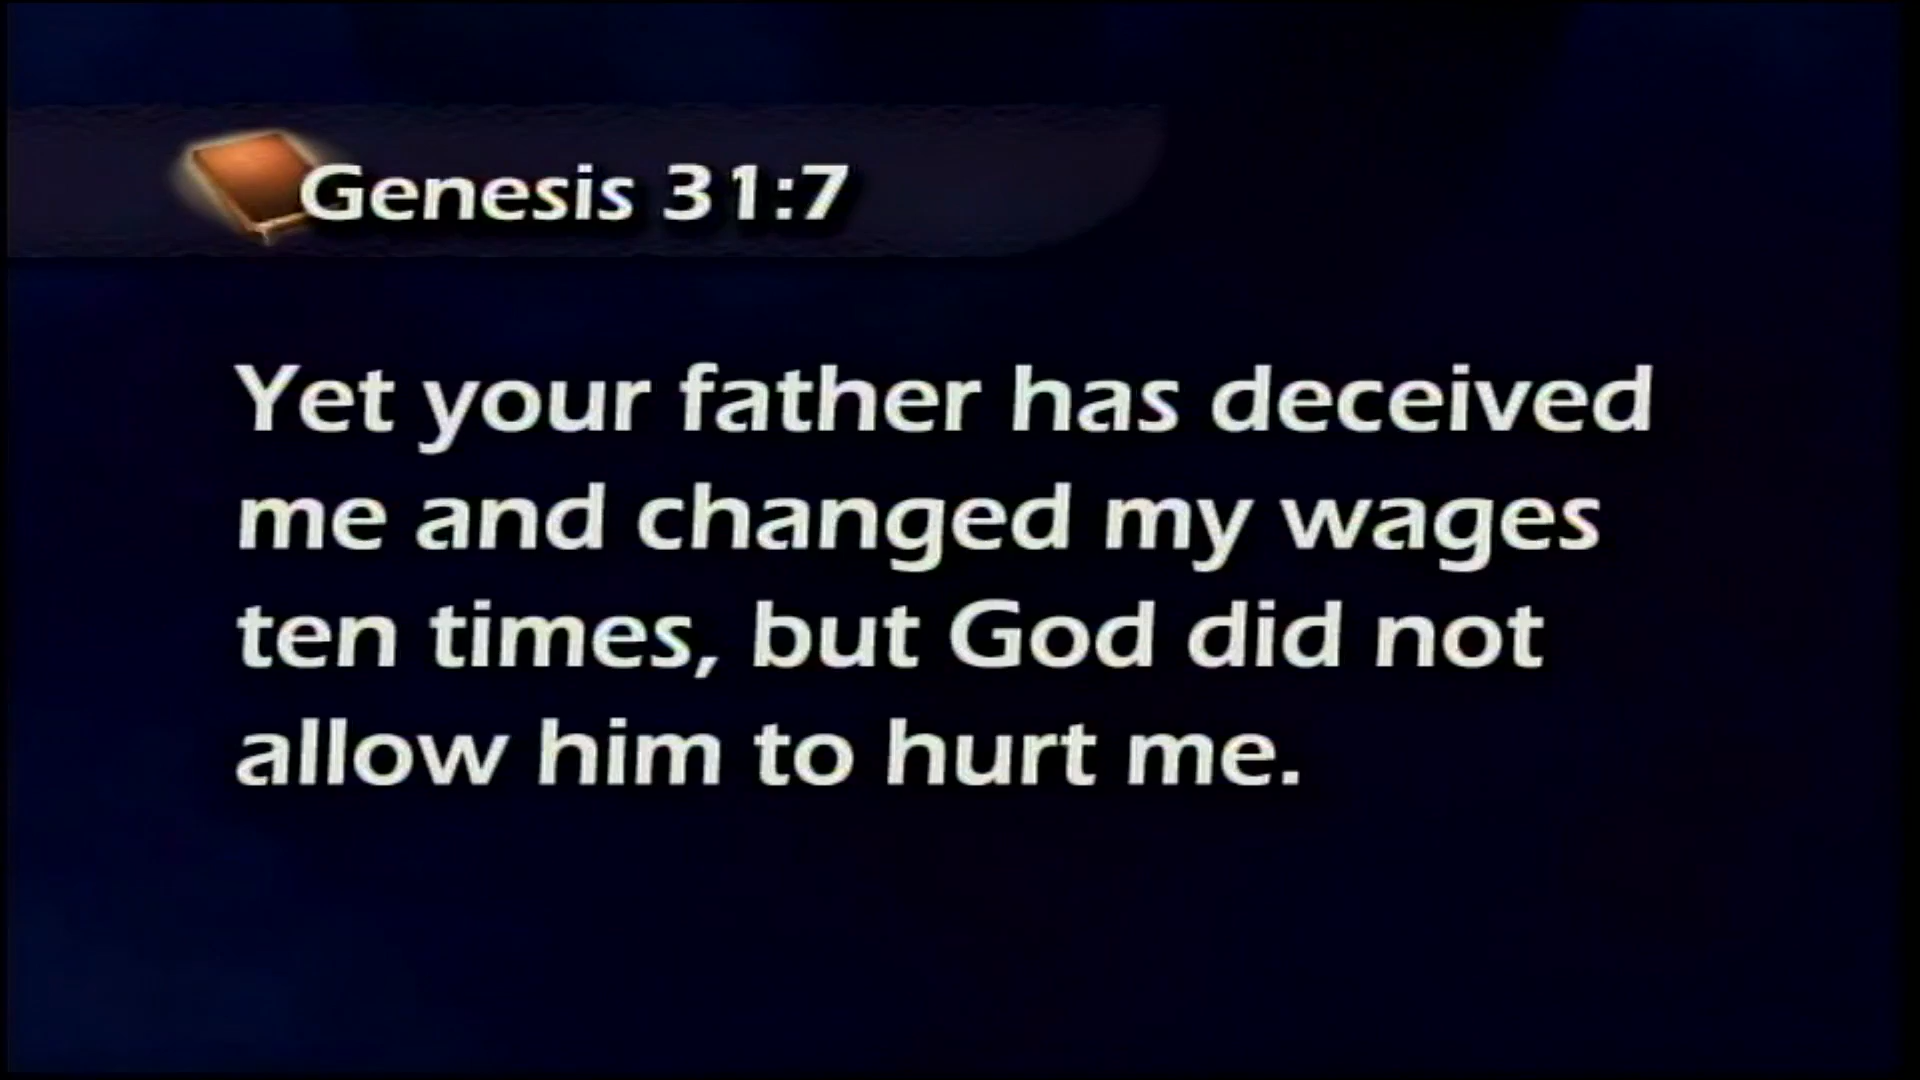 Genesis 31:7
Yet your father has deceived
me and changed my wages
ten times, but God did not
allow him to hurt me.